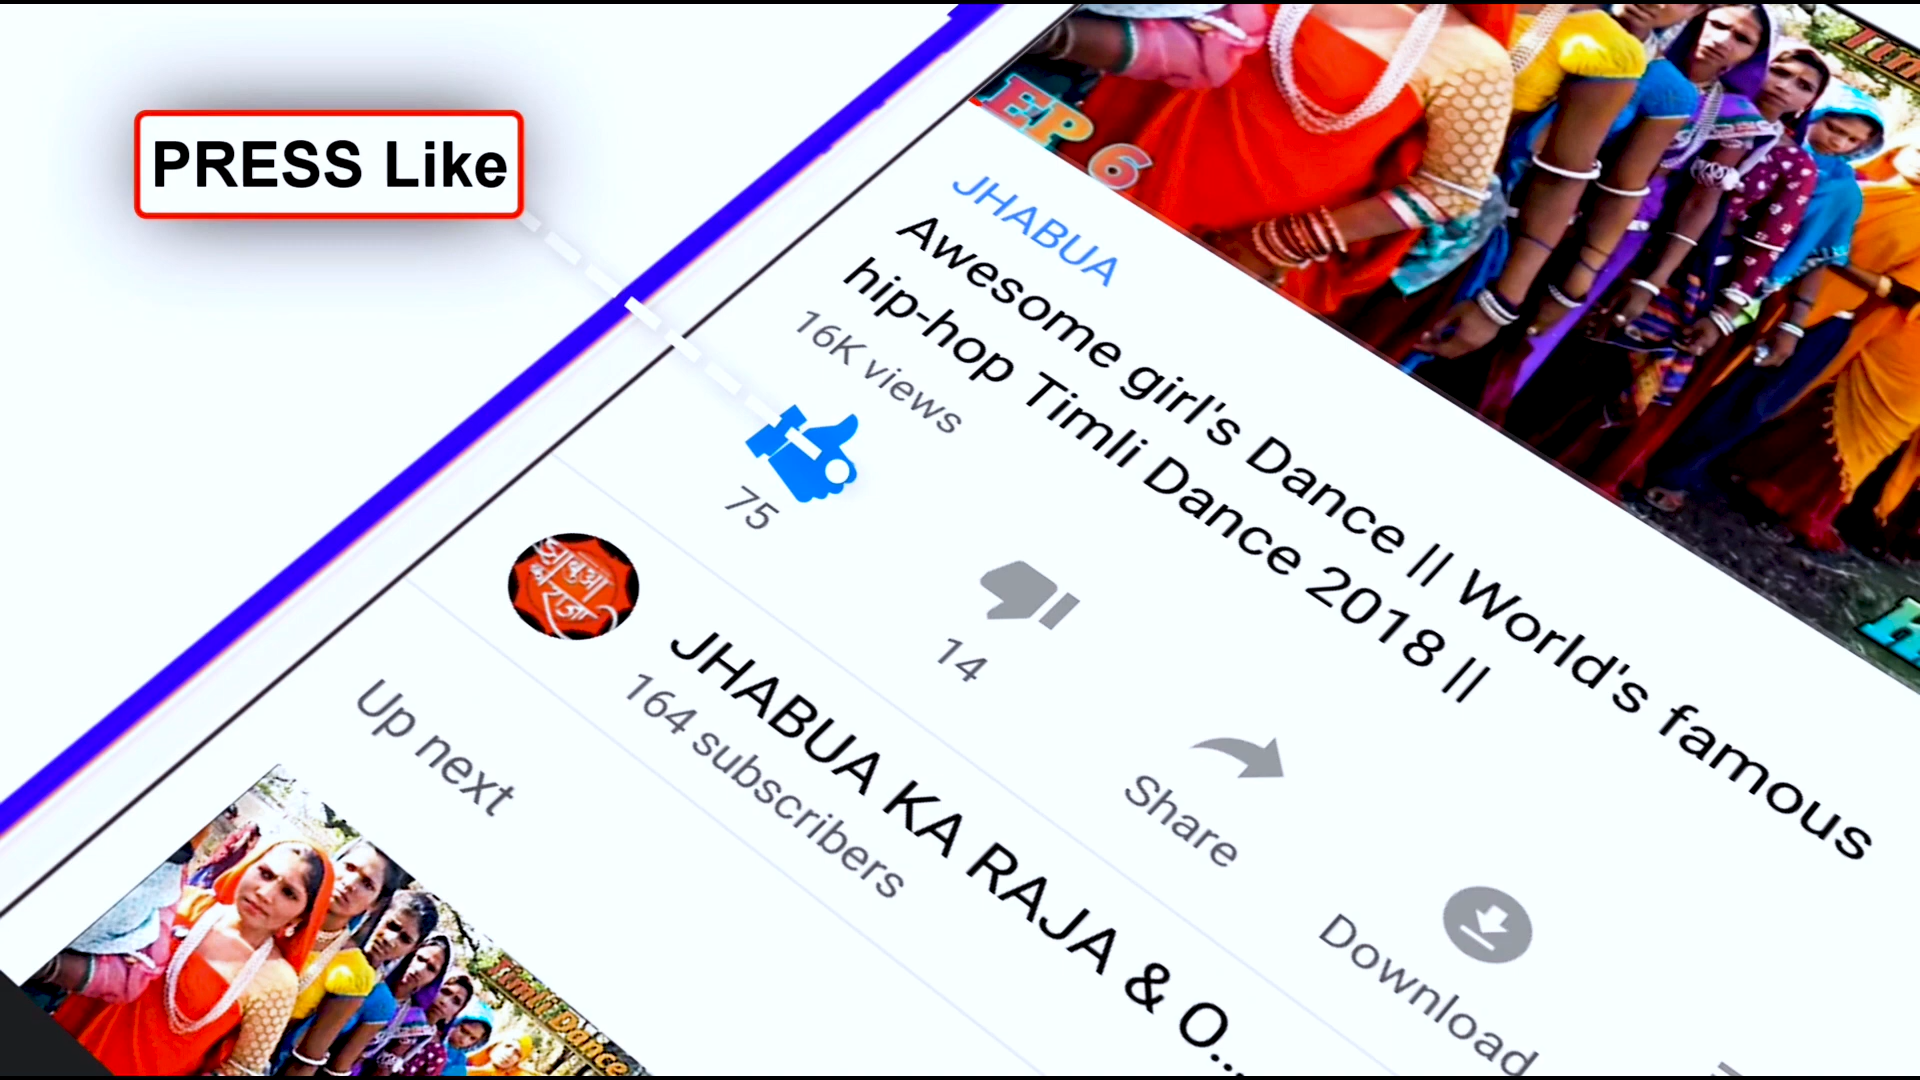 PRESS Like
EP 6
JHABUA
Awesome girl's Dance || World's famous
hip-hop Timli Dance 2018 ||
16K views
75
14
Share
Download
झाबुआ
का
राजा
JHABUA KA RAJA & O...
164 subscribers
Up next
Timli Dance